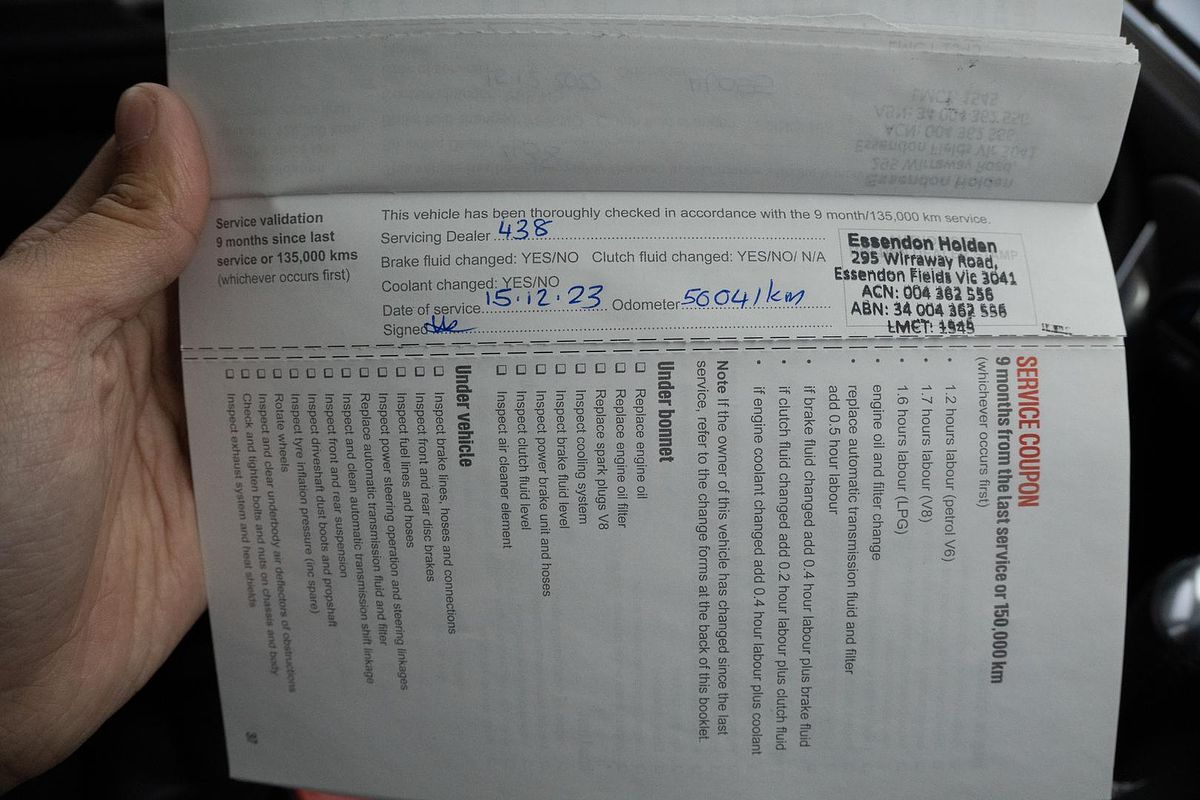 Service validation
9 months since last
service or 135,000 kms
(whichever occurs first)
This vehicle has been thoroughly checked in accordance with the 9 month/135,000 km service.
Servicing Dealer 438
Brake fluid changed: YES/NO Clutch fluid changed: YES/NO/ N/A
Coolant changed: YES/NO
Date of service 15.12.23 Odometer 56041km
Signed
Essendon Holden
295 Wirraway Road,
Essendon Fields Vic 3041
ACN: 004 362 556
ABN: 34 004 362 556
LMCT: 1545
SERVICE COUPON
9 months from the last service or 150,000 km
(whichever occurs first)
• 1.2 hours labour (petrol V6)
• 1.7 hours labour (V8)
• 1.6 hours labour (LPG)
• engine oil and filter change
• replace automatic transmission fluid and filter
add 0.5 hour labour
• if brake fluid changed add 0.4 hour labour plus brake fluid
• if clutch fluid changed add 0.2 hour labour plus clutch fluid
• if engine coolant changed add 0.4 hour labour plus coolant
Note If the owner of this vehicle has changed since the last
service, refer to the change forms at the back of this booklet
Under bonnet
❑ Replace engine oil
❑ Replace engine oil filter
❑ Replace spark plugs V8
❑ Inspect cooling system
❑ Inspect brake fluid level
❑ Inspect power brake unit and hoses
❑ Inspect clutch fluid level
❑ Inspect air cleaner element
Under vehicle
❑ Inspect brake lines, hoses and connections
❑ Inspect front and rear disc brakes
❑ Inspect fuel lines and hoses
❑ Inspect power steering operation and steering linkages
❑ Replace automatic transmission fluid and filter
❑ Inspect and clean automatic transmission shift linkage
❑ Inspect front and rear suspension
❑ Inspect driveshaft dust boots and propshaft
❑ Inspect tyre inflation pressure (inc spare)
❑ Rotate wheels
❑ Inspect and clear underbody air deflectors of obstructions
❑ Check and tighten bolts and nuts on chassis and body
❑ Inspect exhaust system and heat shields
37